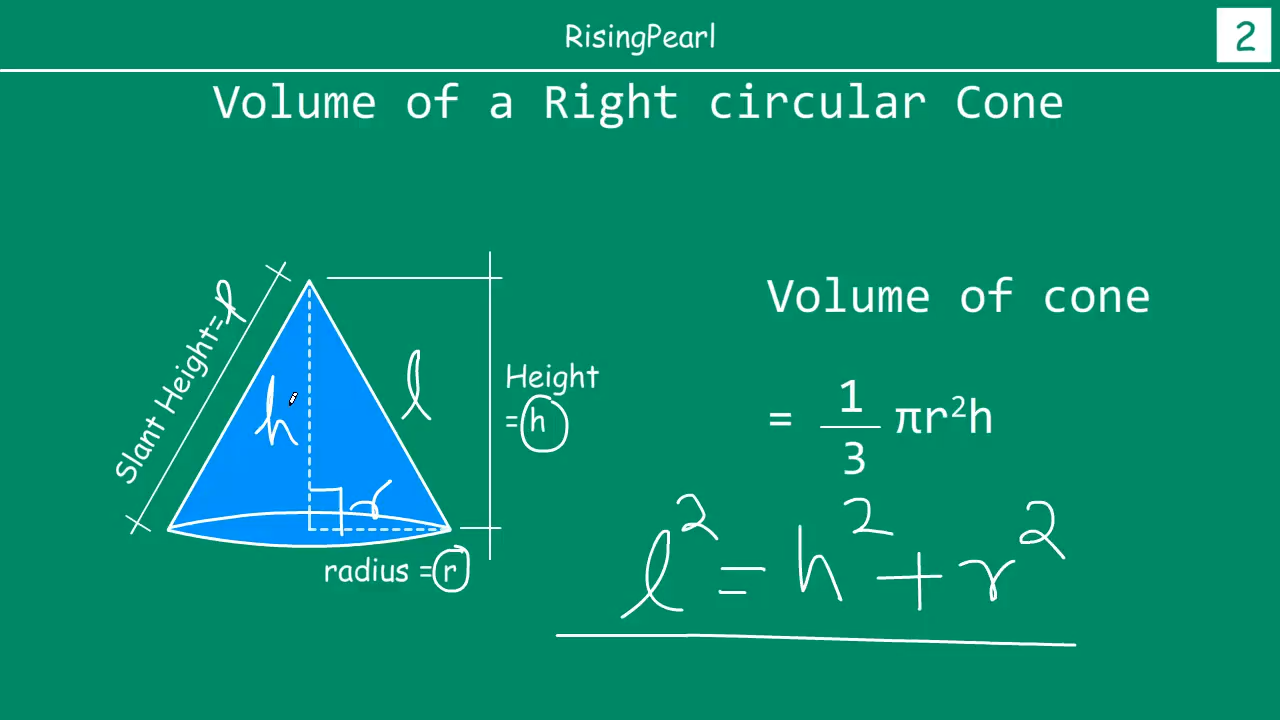 RisingPearl
2
Volume of a Right circular Cone
Slant Height=l
h
l
r
Height
=h
radius =r
Volume of cone
= 1/3 πr²h
l² = h² + r²